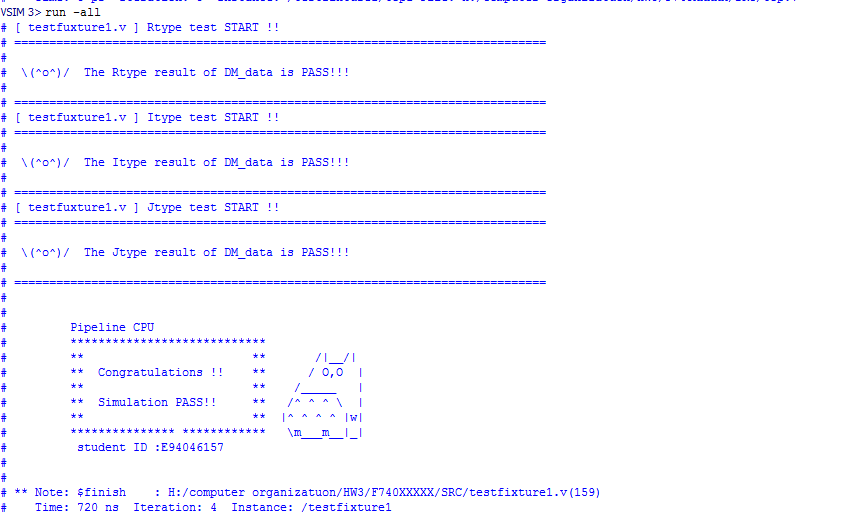 VSIM 3> run -all
# [ testfuxture1.v ] Rtype test START !!
# ============================================================================
#
#  \(^o^)/  The Rtype result of DM_data is PASS!!!
#
# ============================================================================
# [ testfuxture1.v ] Itype test START !!
# ============================================================================
#
#  \(^o^)/  The Itype result of DM_data is PASS!!!
#
# ============================================================================
# [ testfuxture1.v ] Jtype test START !!
# ============================================================================
#
#  \(^o^)/  The Jtype result of DM_data is PASS!!!
#
# ============================================================================
#
#
#         Pipeline CPU
#         ****************************
#         **                        **       /|__/|
#         **  Congratulations !!    **      / O,O  |
#         **                        **    /_____   |
#         **  Simulation PASS!!     **   /^ ^ ^ \  |
#         **                        **  |^ ^ ^ ^ |w|
#         *************** ************   \m___m__|_|
#          student ID :E94046157
#
#
# ** Note: $finish    : H:/computer organizatuon/HW3/F740XXXXX/SRC/testfixture1.v(159)
#    Time: 720 ns  Iteration: 4  Instance: /testfixture1